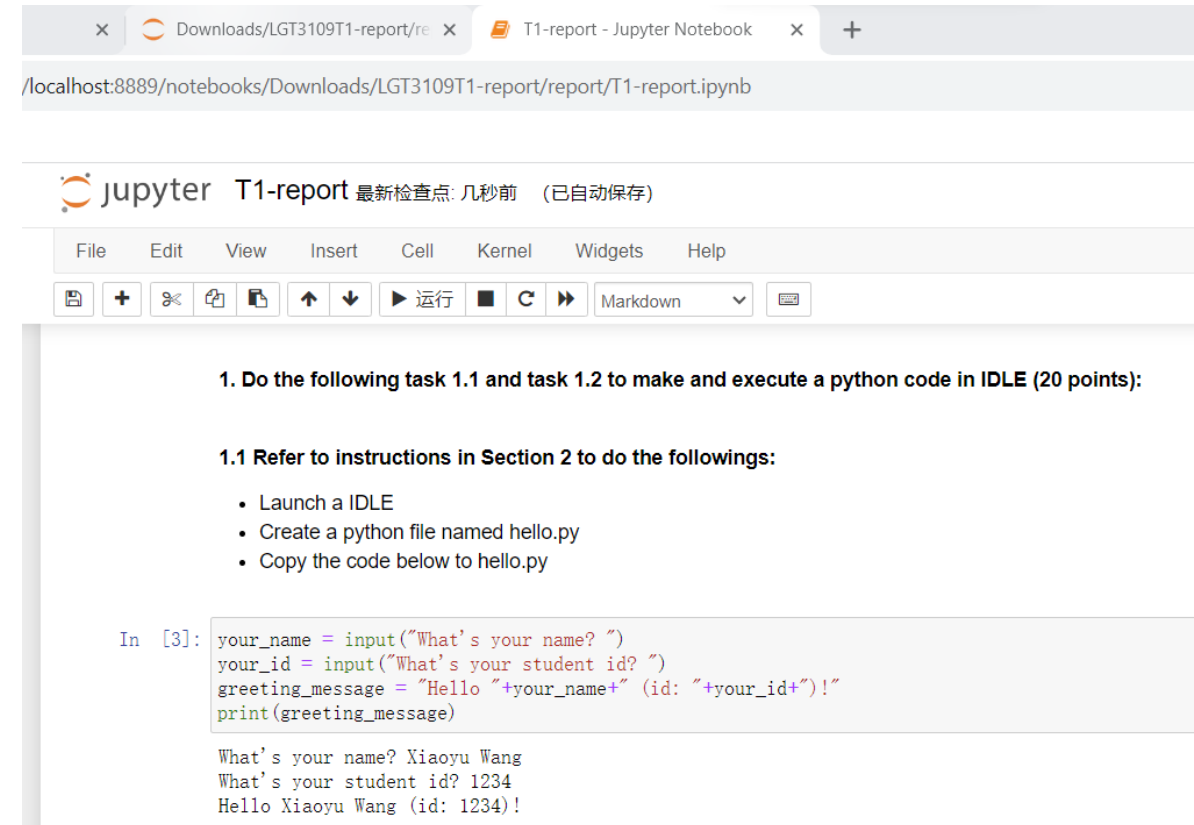 Downloads/LGT3109T1-report/re
T1-report - Jupyter Notebook
/localhost:8889/notebooks/Downloads/LGT3109T1-report/report/T1-report.ipynb
jupyter T1-report 最新检查点: 几秒前 (已自动保存)
File Edit View Insert Cell Kernel Widgets Help
运行 Markdown
1. Do the following task 1.1 and task 1.2 to make and execute a python code in IDLE (20 points):
1.1 Refer to instructions in Section 2 to do the followings:
• Launch a IDLE
• Create a python file named hello.py
• Copy the code below to hello.py
In [3]: your_name = input("What's your name? ")
your_id = input("What's your student id? ")
greeting_message = "Hello "+your_name+" (id: "+your_id+")!"
print(greeting_message)
What's your name? Xiaoyu Wang
What's your student id? 1234
Hello Xiaoyu Wang (id: 1234)!